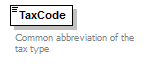 TaxCode
Common abbreviation of the
tax type